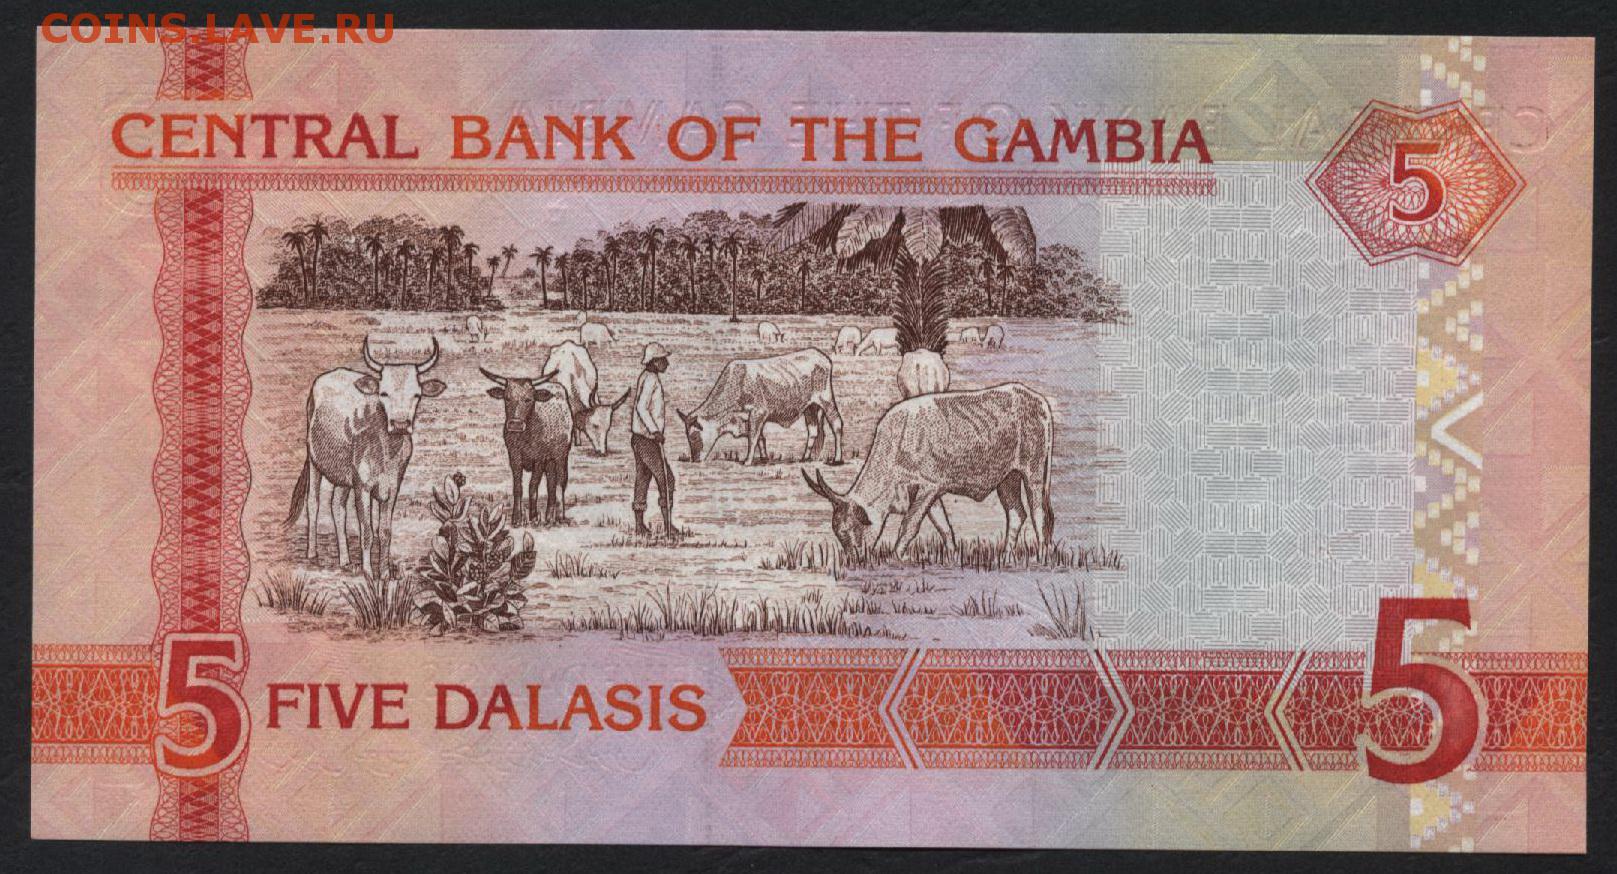 COINS.LAVE.RU
CENTRAL BANK OF THE GAMBIA
5
5 FIVE DALASIS
5